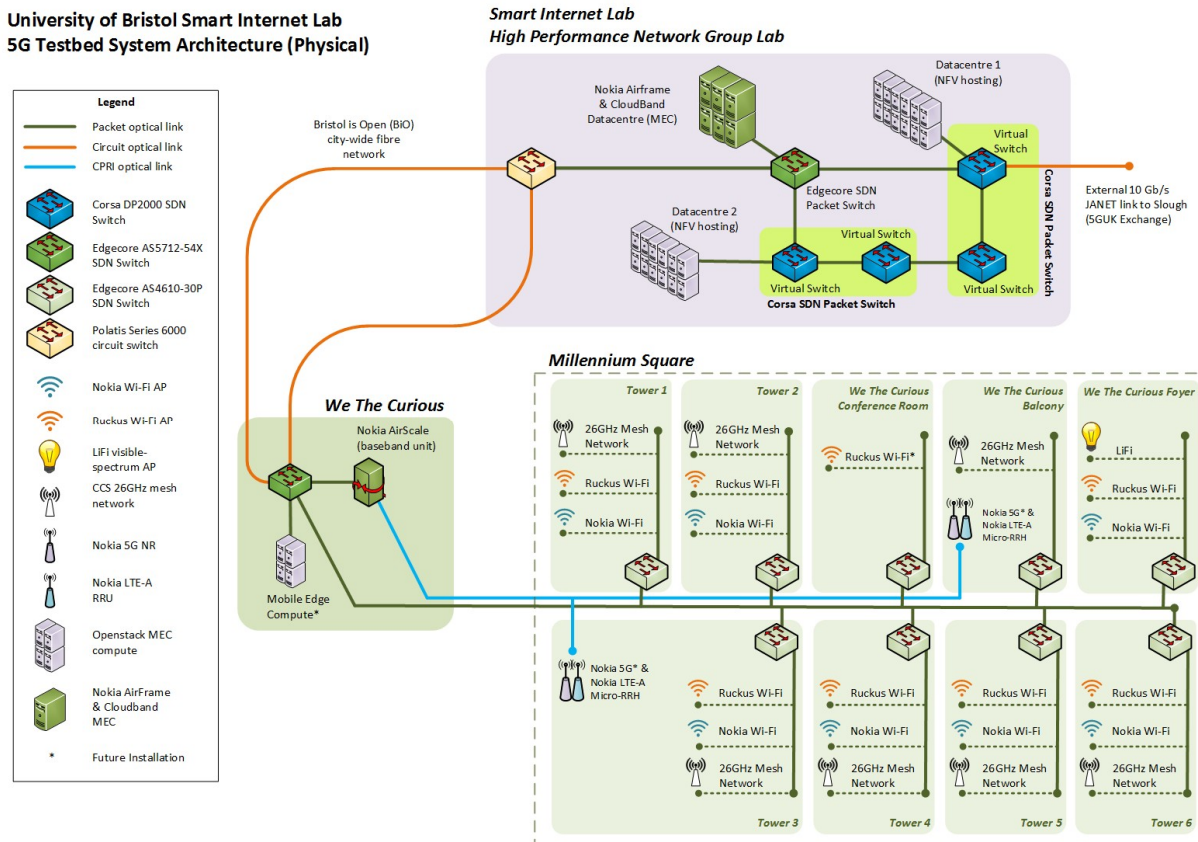 University of Bristol Smart Internet Lab
5G Testbed System Architecture (Physical)
Legend
Packet optical link
Circuit optical link
CPRI optical link
Corsa DP2000 SDN
Switch
Edgecore AS5712-54X
SDN Switch
Edgecore AS4610-30P
SDN Switch
Polatis Series 6000
circuit switch
Nokia Wi-Fi AP
Ruckus Wi-Fi AP
LiFi visible-
spectrum AP
CCS 26GHz mesh
network
Nokia 5G NR
Nokia LTE-A
RRU
Openstack MEC
compute
Nokia AirFrame
& Cloudband
MEC
*
Future Installation
Smart Internet Lab
High Performance Network Group Lab
Bristol is Open (BiO)
city-wide fibre
network
Nokia Airframe
& CloudBand
Datacentre (MEC)
Datacentre 1
(NFV hosting)
Virtual
Switch
Edgecore SDN
Packet Switch
Corsa SDN Packet Switch
External 10 Gb/s
JANET link to Slough
(5GUK Exchange)
Datacentre 2
(NFV hosting)
Virtual Switch
Virtual Switch
Virtual Switch
Corsa SDN Packet Switch
We The Curious
Nokia AirScale
(baseband unit)
Mobile Edge
Compute*
Millennium Square
Tower 1
26GHz Mesh
Network
Ruckus Wi-Fi
Nokia Wi-Fi
Tower 2
26GHz Mesh
Network
Ruckus Wi-Fi
Nokia Wi-Fi
We The Curious
Conference Room
Ruckus Wi-Fi*
We The Curious
Balcony
26GHz Mesh
Network
Nokia 5G* &
Nokia LTE-A
Micro-RRH
We The Curious Foyer
LiFi
Ruckus Wi-Fi
Nokia Wi-Fi
Nokia 5G* &
Nokia LTE-A
Micro-RRH
Ruckus Wi-Fi
Nokia Wi-Fi
26GHz Mesh
Network
Tower 3
Ruckus Wi-Fi
Nokia Wi-Fi
26GHz Mesh
Network
Tower 4
Ruckus Wi-Fi
Nokia Wi-Fi
26GHz Mesh
Network
Tower 5
Ruckus Wi-Fi
Nokia Wi-Fi
26GHz Mesh
Network
Tower 6